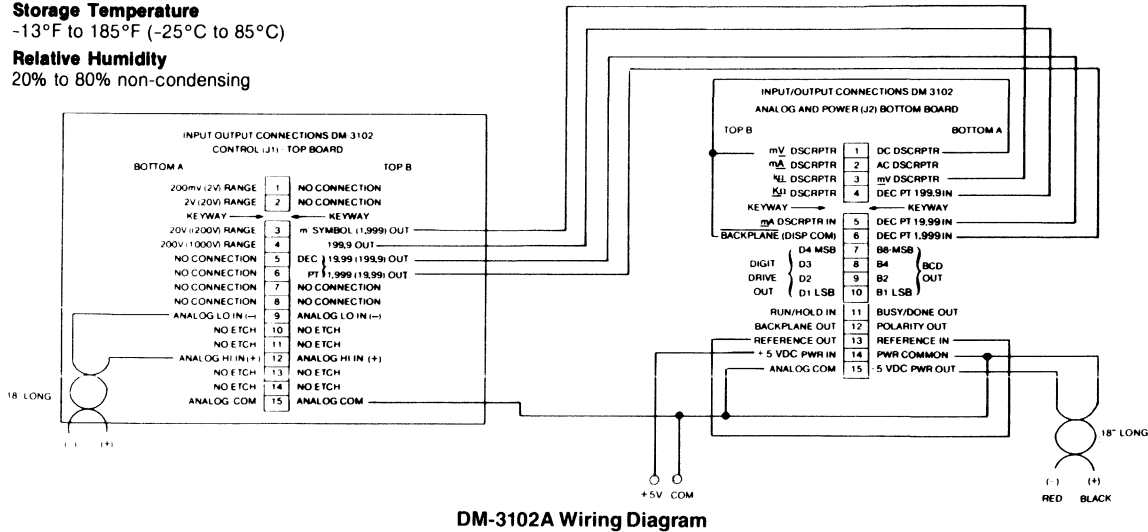 Storage Temperature
-13°F to 185°F (-25°C to 85°C)
Relative Humidity
20% to 80% non-condensing
INPUT OUTPUT CONNECTIONS DM-3102
CONTROL (J1) - TOP BOARD
BOTTOM A TOP B
200mV (2V) RANGE 1 NO CONNECTION
2V (20V) RANGE 2 NO CONNECTION
KEYWAY KEYWAY
20V (200V) RANGE 3 m SYMBOL (1,999) OUT
200V (1000V) RANGE 4 199.9 OUT
NO CONNECTION 5 DEC 19.99 (199.9) OUT
NO CONNECTION 6 PT 1.999 (19.99) OUT
NO CONNECTION 7 NO CONNECTION
NO CONNECTION 8 NO CONNECTION
ANALOG LO IN (-) 9 ANALOG LO IN (-)
NO ETCH 10 NO ETCH
NO ETCH 11 NO ETCH
ANALOG HI IN (+) 12 ANALOG HI IN (+)
NO ETCH 13 NO ETCH
NO ETCH 14 NO ETCH
ANALOG COM 15 ANALOG COM
18 LONG
(-) (+)
INPUT/OUTPUT CONNECTIONS DM 3102
ANALOG AND POWER (J2) BOTTOM BOARD
TOP B BOTTOM A
mV DSCRPTR 1 DC DSCRPTR
mA DSCRPTR 2 AC DSCRPTR
kΩ DSCRPTR 3 mV DSCRPTR
KΩ DSCRPTR 4 DEC PT 199.9 IN
KEYWAY KEYWAY
mA DSCRPTR IN 5 DEC PT 19.99 IN
BACKPLANE (DISP COM) 6 DEC PT 1.999 IN
D4 MSB 7 B8-MSB
DIGIT D3 8 B4 BCD
DRIVE D2 9 B2 OUT
OUT D1 LSB 10 B1 LSB
RUN/HOLD IN 11 BUSY/DONE OUT
BACKPLANE OUT 12 POLARITY OUT
REFERENCE OUT 13 REFERENCE IN
+ 5 VDC PWR IN 14 PWR COMMON
ANALOG COM 15 -5 VDC PWR OUT
18" LONG
(-) (+)
RED BLACK
+5V COM
DM-3102A Wiring Diagram